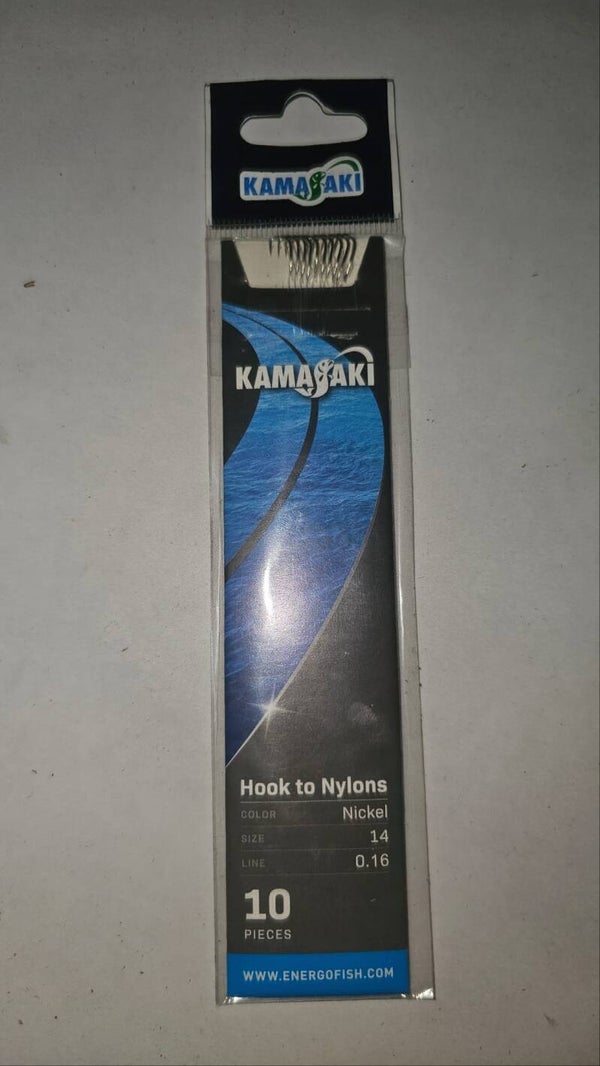 KAMASAKI
KAMASAKI
Hook to Nylons
COLOR Nickel
SIZE 14
LINE 0.16
10
PIECES
WWW.ENERGOFISH.COM